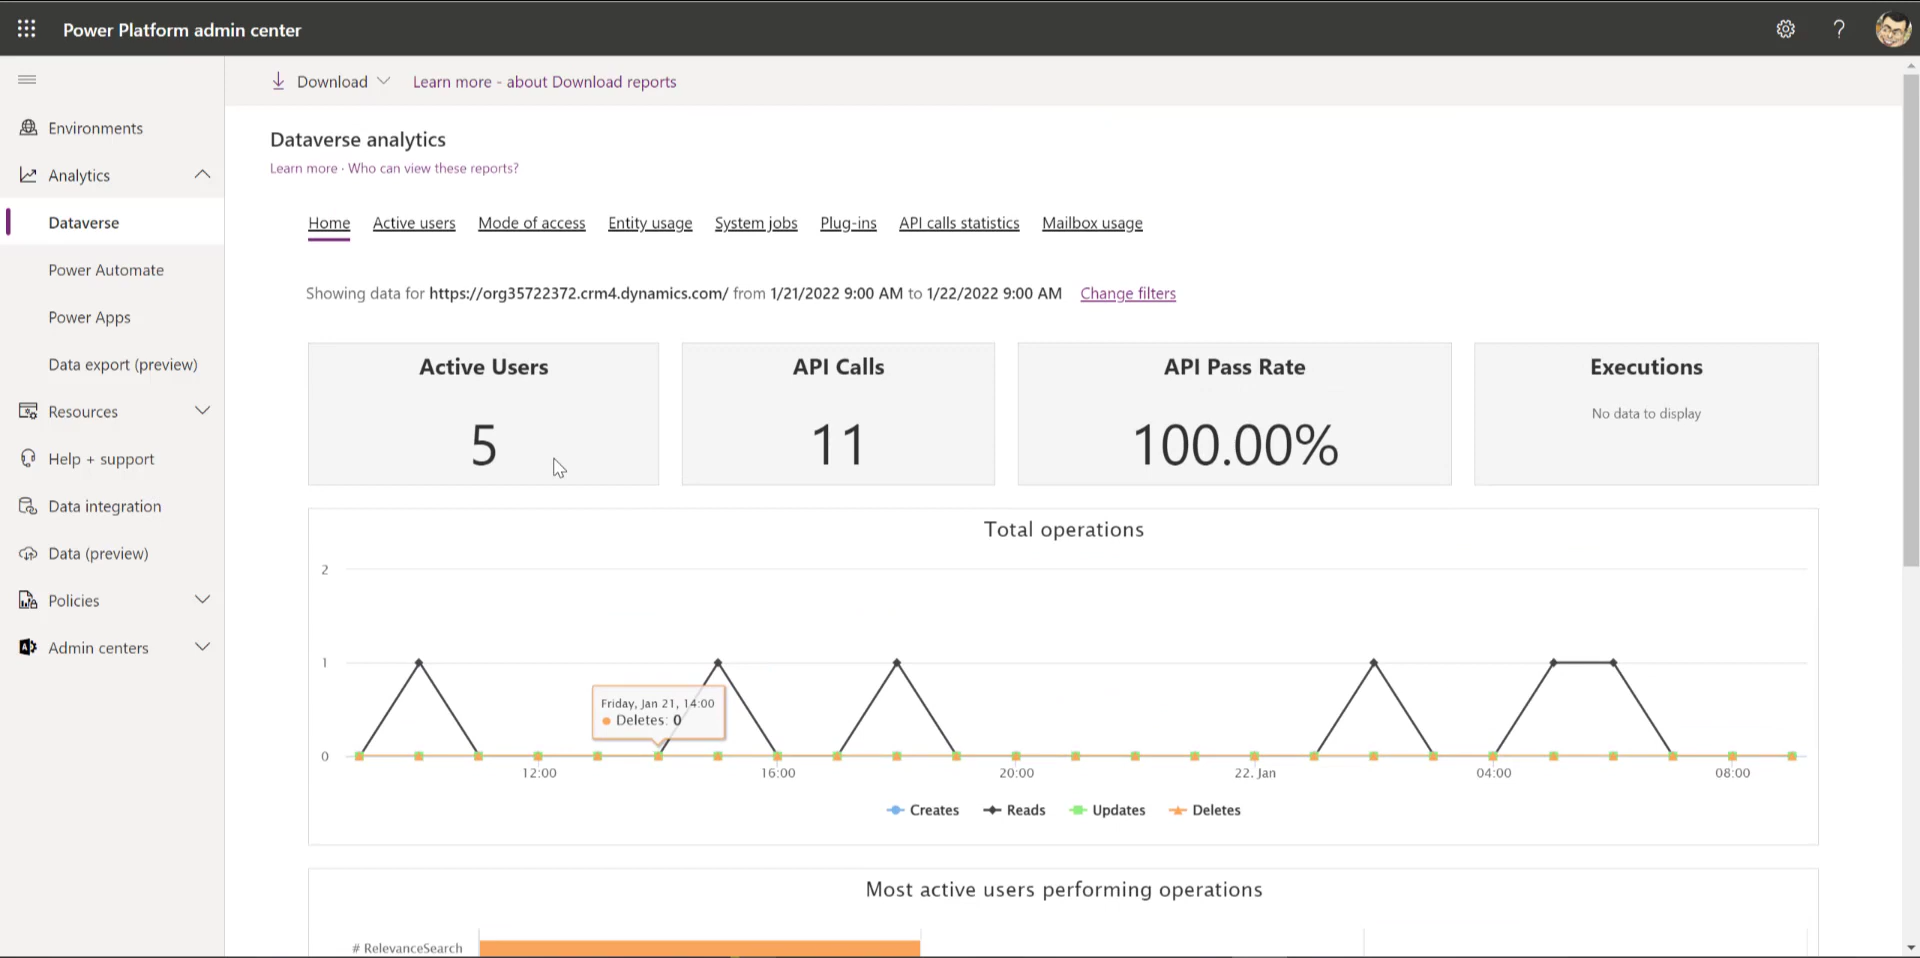 Power Platform admin center
Download
Learn more - about Download reports
Environments
Analytics
Dataverse
Power Automate
Power Apps
Data export (preview)
Resources
Help + support
Data integration
Data (preview)
Policies
Admin centers
Dataverse analytics
Learn more · Who can view these reports?
Home
Active users
Mode of access
Entity usage
System jobs
Plug-ins
API calls statistics
Mailbox usage
Showing data for https://org35722372.crm4.dynamics.com/ from 1/21/2022 9:00 AM to 1/22/2022 9:00 AM Change filters
Active Users
5
API Calls
11
API Pass Rate
100.00%
Executions
No data to display
Total operations
2
1
0
Friday, Jan 21, 14:00
Deletes: 0
12:00
16:00
20:00
22. Jan
04:00
08:00
Creates
Reads
Updates
Deletes
Most active users performing operations
# RelevanceSearch